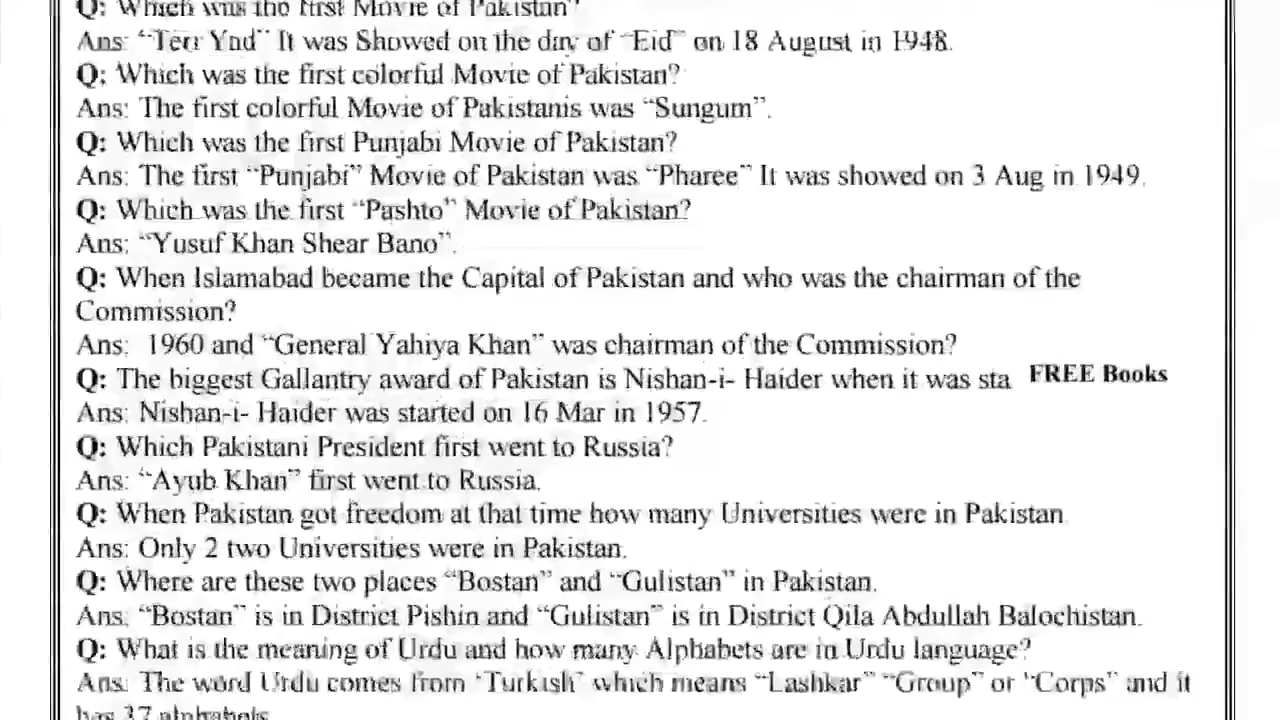 Q: Which was the first Movie of Pakistan"
Ans: "Terr Yad" It was Showed on the day of "Eid" on 18 August in 1948.
Q: Which was the first colorful Movie of Pakistan?
Ans: The first colorful Movie of Pakistanis was "Sungum".
Q: Which was the first Punjabi Movie of Pakistan?
Ans: The first "Punjabi" Movie of Pakistan was "Pharee" It was showed on 3 Aug in 1949.
Q: Which was the first "Pashto" Movie of Pakistan?
Ans: "Yusuf Khan Shear Bano".
Q: When Islamabad became the Capital of Pakistan and who was the chairman of the
Commission?
Ans:  1960 and "General Yahiya Khan" was chairman of the Commission?
Q: The biggest Gallantry award of Pakistan is Nishan-i- Haider when it was sta FREE Books
Ans: Nishan-i- Haider was started on 16 Mar in 1957.
Q: Which Pakistani President first went to Russia?
Ans: "Ayub Khan" first went to Russia.
Q: When Pakistan got freedom at that time how many Universities were in Pakistan
Ans: Only 2 two Universities were in Pakistan.
Q: Where are these two places "Bostan" and "Gulistan" in Pakistan.
Ans: "Bostan" is in District Pishin and "Gulistan" is in District Qila Abdullah Balochistan.
Q: What is the meaning of Urdu and how many Alphabets are in Urdu language?
Ans: The word Urdu comes from 'Turkish' which means "Lashkar" "Group" or "Corps" and it
has 37 alphabels